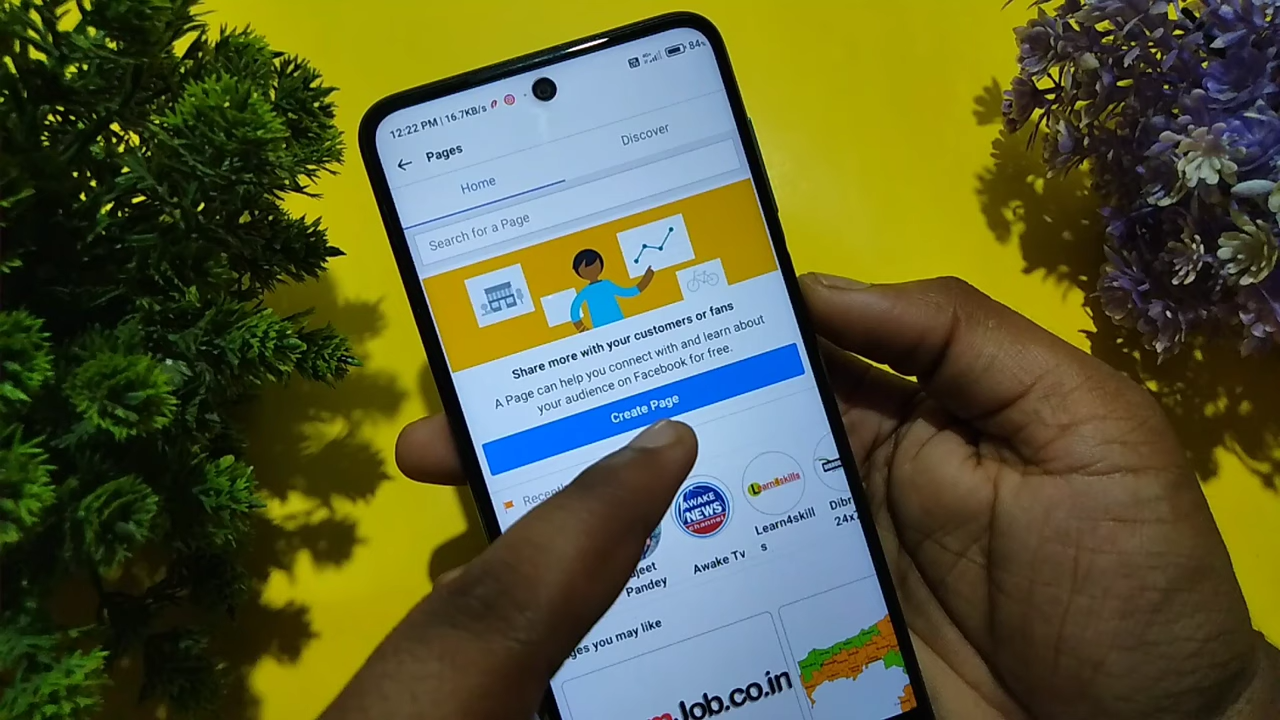 12:22 PM | 16.7KB/s
84%
Pages
Home
Discover
Search for a Page
Share more with your customers or fans
A Page can help you connect with and learn about
your audience on Facebook for free.
Create Page
AWAKE
NEWS
channel
Learn4skills
Pandey
Awake Tv
Learn4skill
s
24x7
you may like
Job.co.in